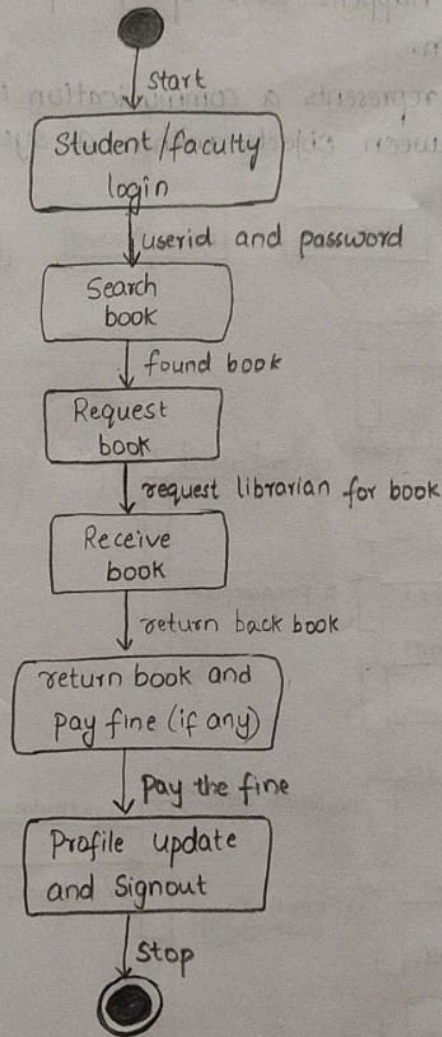 start
Student/faculty
login
userid and password
Search
book
found book
Request
book
request librarian for book
Receive
book
return back book
return book and
pay fine (if any)
Pay the fine
Profile update
and Signout
Stop